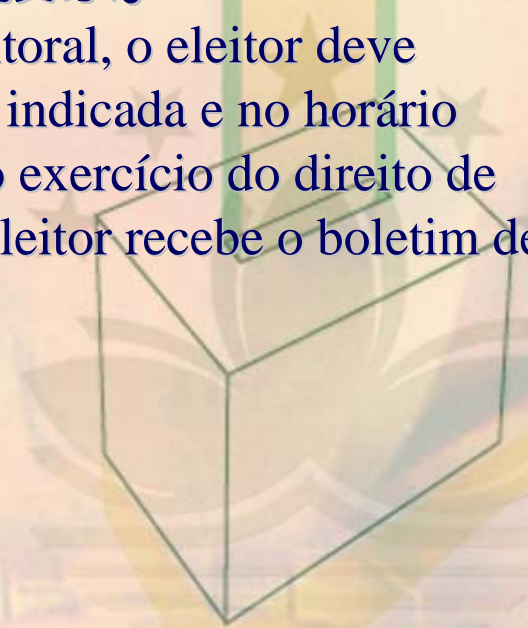 toral, o eleitor deve
indicada e no horário
o exercício do direito de
leitor recebe o boletim de